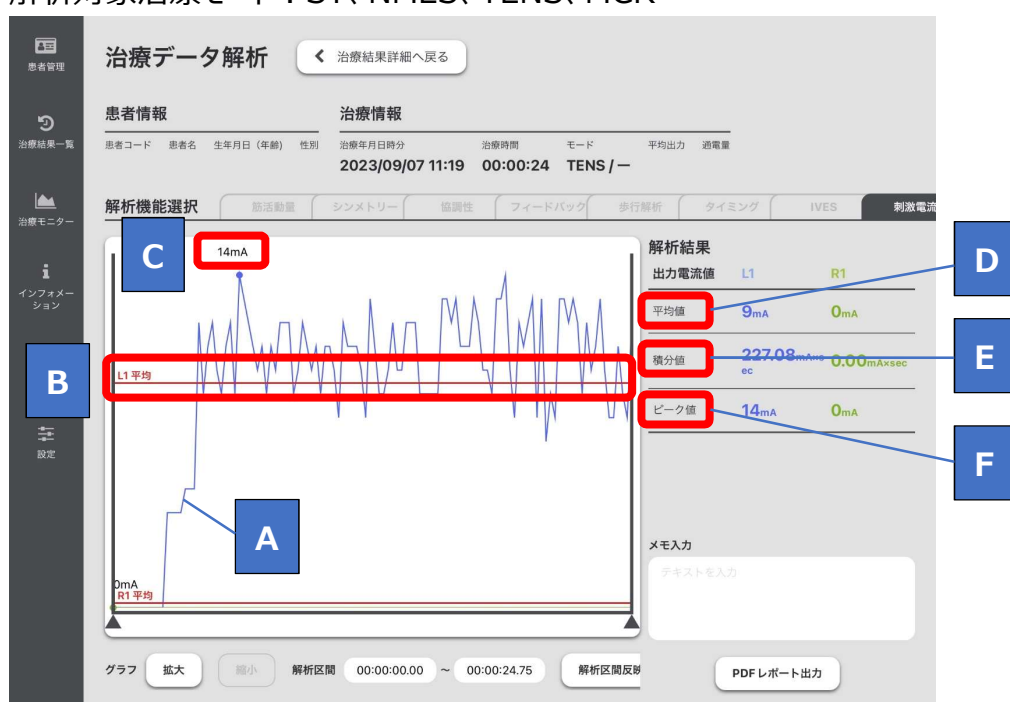 解析対象治療モード：ST、NMES、TENS、MCR
患者管理
治療結果一覧
治療モニター
インフォメー
ション
設定
治療データ解析
治療結果詳細へ戻る
患者情報
治療情報
患者コード 患者名 生年月日（年齢） 性別
治療年月日時分 治療時間 モード 平均出力 通電量
2023/09/07 11:19 00:00:24 TENS / ー
解析機能選択 筋活動量 シンメトリー 協調性 フィードバック 歩行解析 タイミング IVES 刺激電流
C
14mA
B
L1 平均
A
0mA
R1 平均
解析結果
出力電流値 L1 R1
平均値 9mA 0mA
積分値 227.08mA×s
ec
0.00mA×sec
ピーク値 14mA 0mA
D
E
F
メモ入力
テキストを入力
グラフ 拡大 縮小 解析区間 00:00:00.00 ～ 00:00:24.75 解析区間反映
PDF レポート出力